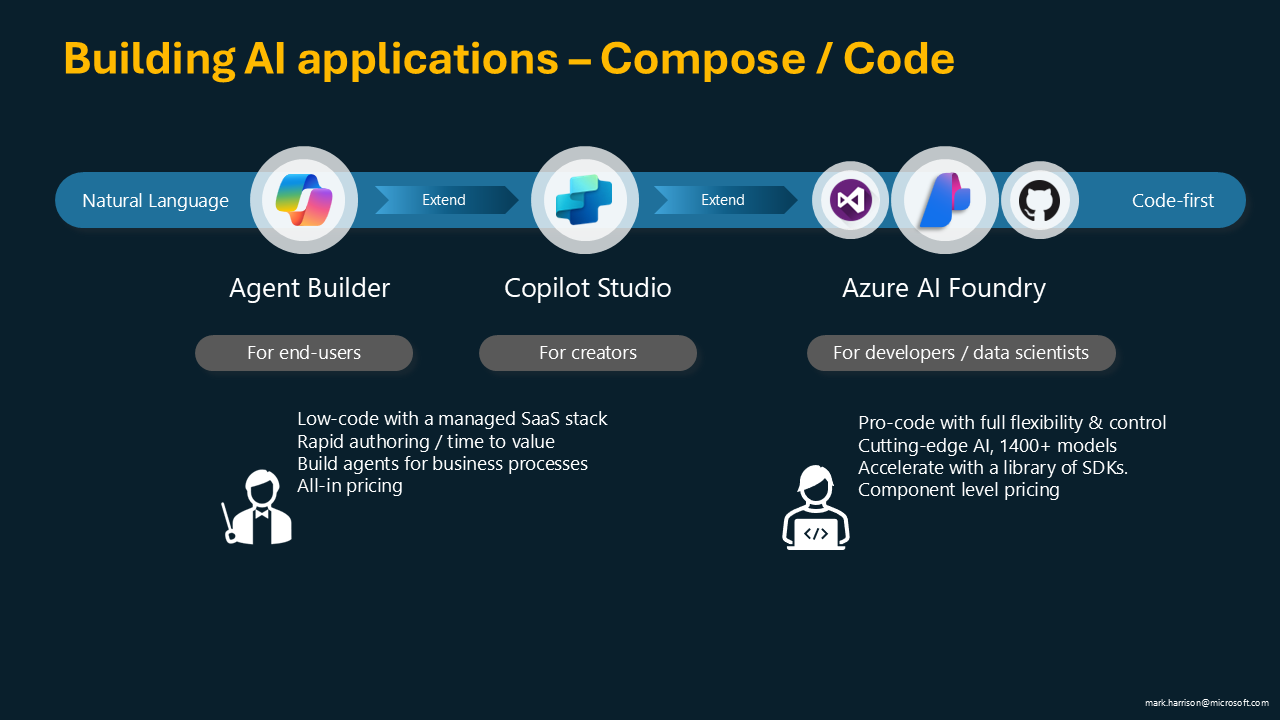 Building AI applications – Compose / Code
Natural Language
Extend
Extend
Code-first
Agent Builder
Copilot Studio
Azure AI Foundry
For end-users
For creators
For developers / data scientists
Low-code with a managed SaaS stack
Rapid authoring / time to value
Build agents for business processes
All-in pricing
Pro-code with full flexibility & control
Cutting-edge AI, 1400+ models
Accelerate with a library of SDKs.
Component level pricing
</>
mark.harrison@microsoft.com